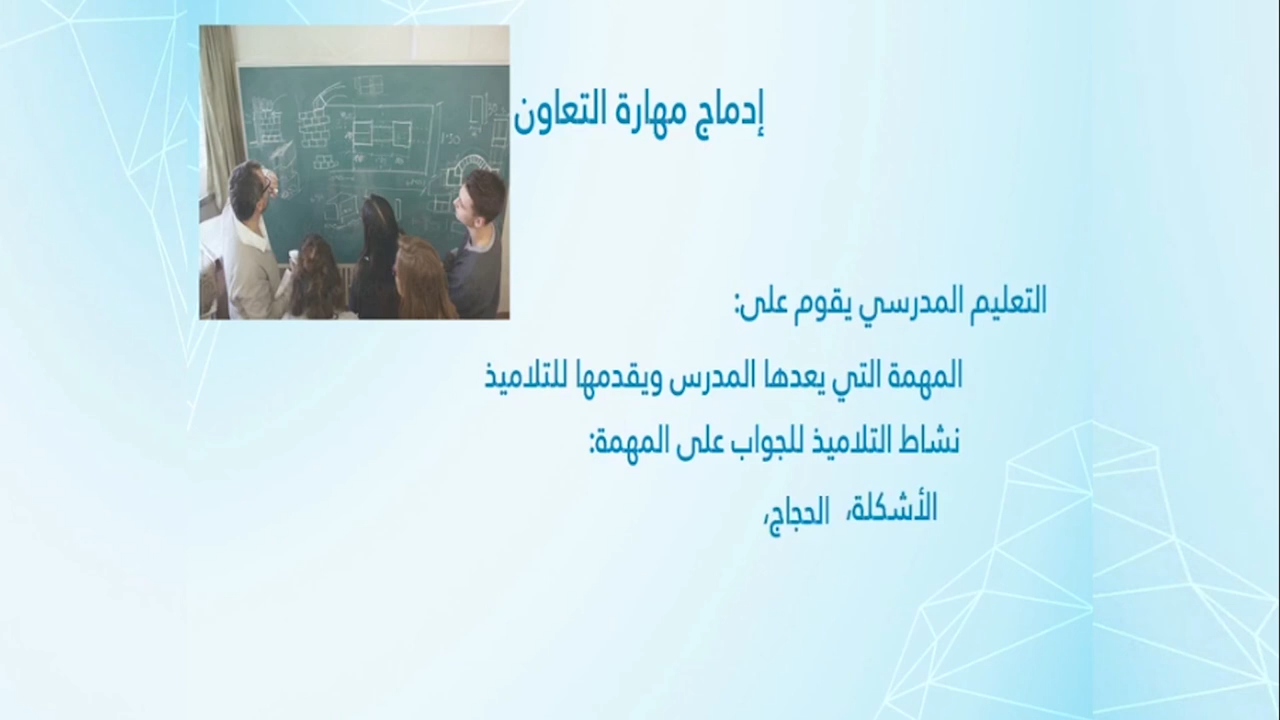 إدماج مهارة التعاون
التعليم المدرسي يقوم على:
المهمة التي يعدها المدرس ويقدمها للتلاميذ
نشاط التلاميذ للجواب على المهمة:
الأشكلة، الحجاج،